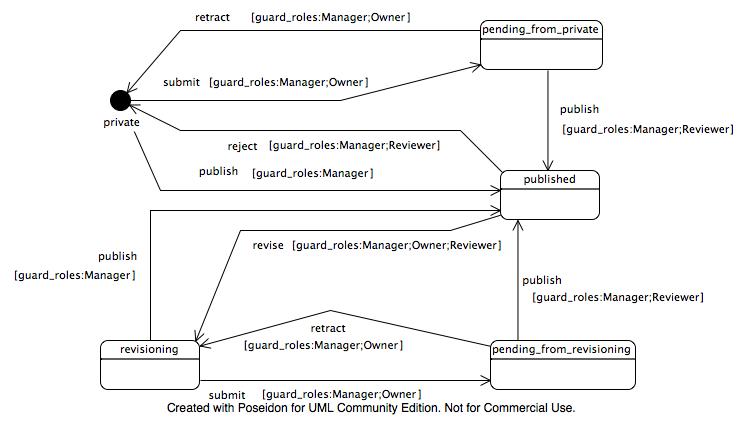 retract [guard_roles:Manager;Owner]
pending_from_private
submit [guard_roles:Manager;Owner]
private
publish
[guard_roles:Manager;Reviewer]
reject [guard_roles:Manager;Reviewer]
publish [guard_roles:Manager]
published
revise [guard_roles:Manager;Owner;Reviewer]
publish
[guard_roles:Manager]
publish
[guard_roles:Manager;Reviewer]
retract
[guard_roles:Manager;Owner]
revisioning
pending_from_revisioning
submit [guard_roles:Manager;Owner]
Created with Poseidon for UML Community Edition. Not for Commercial Use.